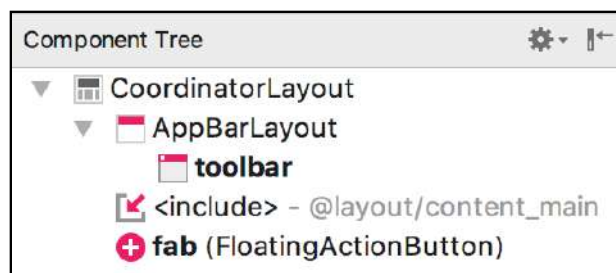 Component Tree
CoordinatorLayout
AppBarLayout
toolbar
<include> - @layout/content_main
fab (FloatingActionButton)